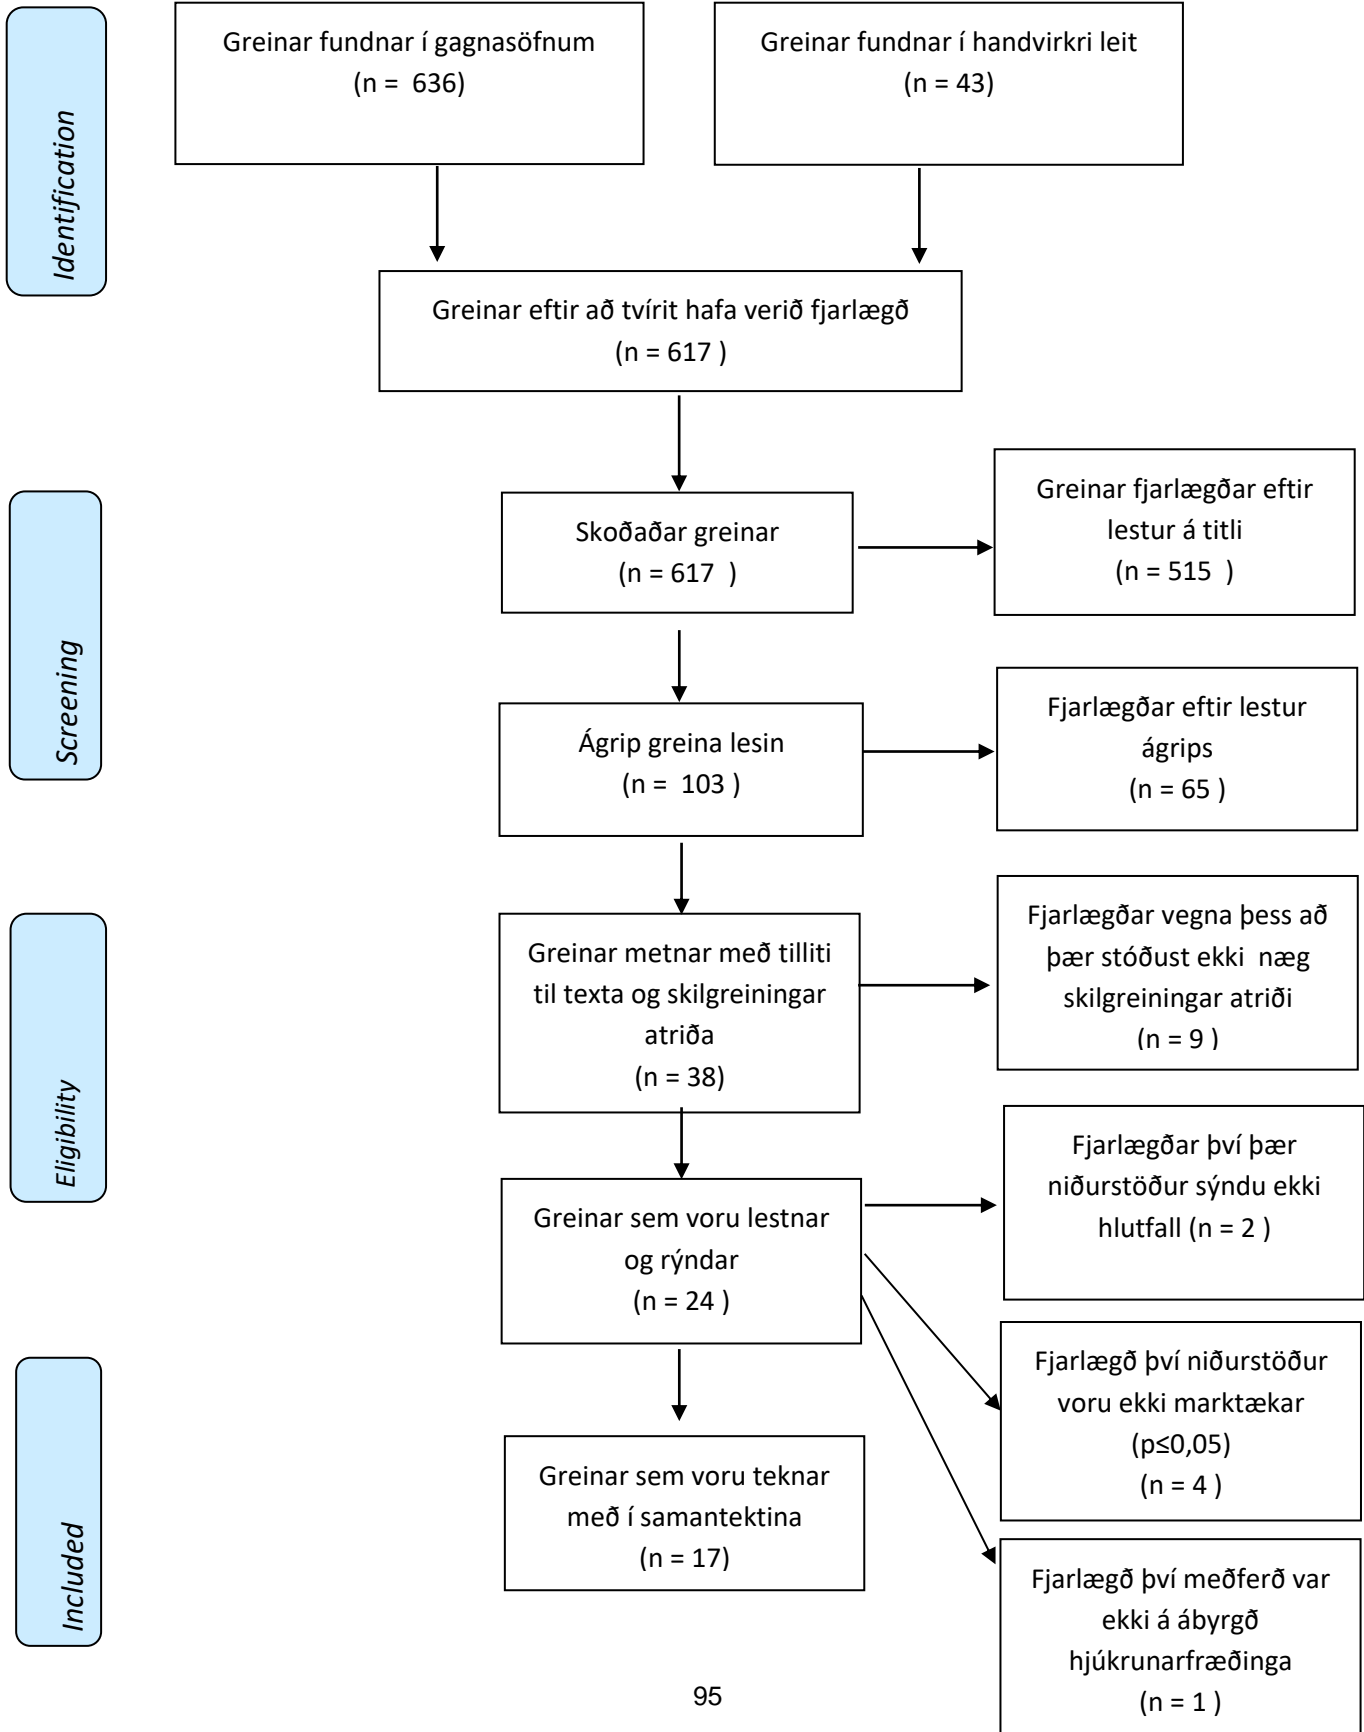 Identification
Greinar fundnar í gagnasöfnum
(n =  636)
Greinar fundnar í handvirkri leit
(n = 43)
Greinar eftir að tvírit hafa verið fjarlægð
(n = 617 )
Screening
Skoðaðar greinar
(n = 617  )
Greinar fjarlægðar eftir
lestur á titli
(n = 515  )
Ágrip greina lesin
(n =  103 )
Fjarlægðar eftir lestur
ágrips
(n = 65 )
Eligibility
Greinar metnar með tilliti
til texta og skilgreiningar
atriða
(n = 38)
Fjarlægðar vegna þess að
þær stóðust ekki  næg
skilgreiningar atriði
(n = 9 )
Greinar sem voru lestnar
og rýndar
(n = 24 )
Fjarlægðar því þær
niðurstöður sýndu ekki
hlutfall (n = 2 )
Fjarlægð því niðurstöður
voru ekki marktækar
(p≤0,05)
(n = 4 )
Included
Greinar sem voru teknar
með í samantektina
(n = 17)
Fjarlægð því meðferð var
ekki á ábyrgð
hjúkrunarfræðinga
(n = 1 )
95